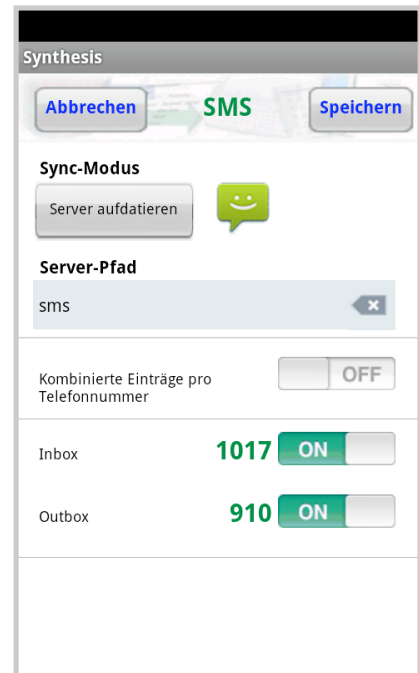 Synthesis
Abbrechen SMS Speichern
Sync-Modus
Server aufdatieren
Server-Pfad
sms
Kombinierte Einträge pro
Telefonnummer
OFF
Inbox 1017 ON
Outbox 910 ON